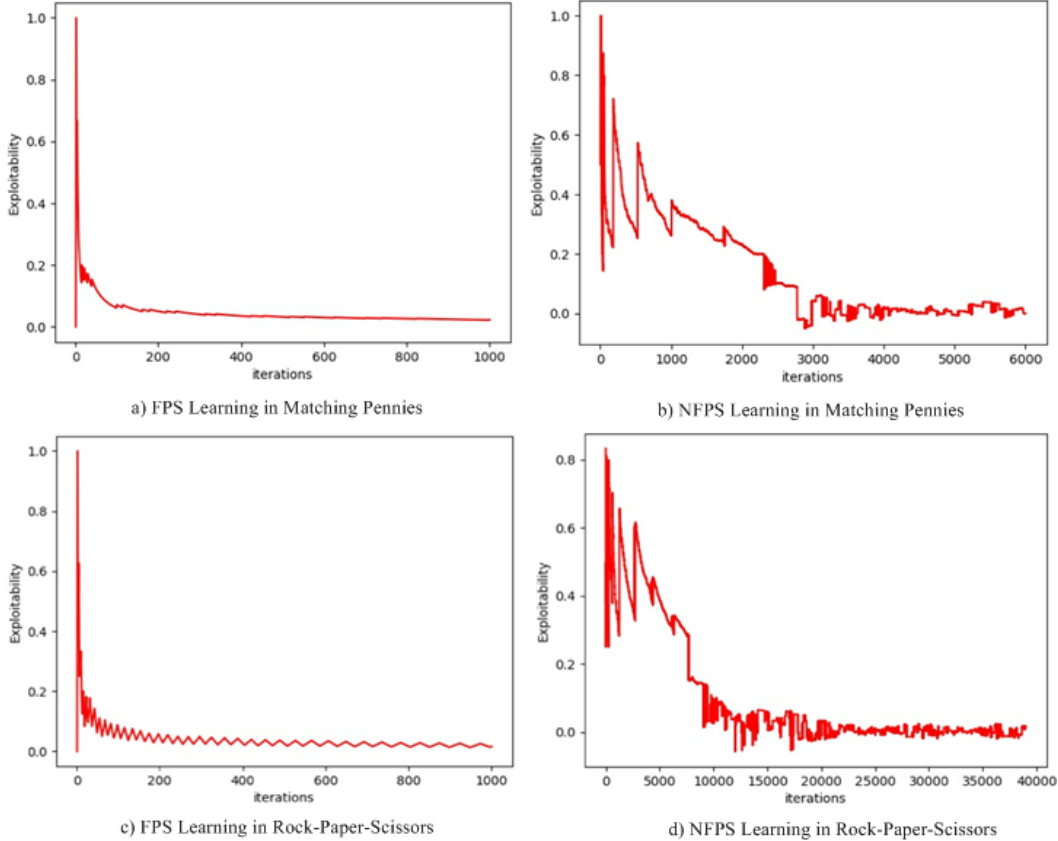 1.0
0.8
0.6
0.4
0.2
0.0
Exploitability
0 200 400 600 800 1000
iterations
a) FPS Learning in Matching Pennies
1.0
0.8
0.6
0.4
0.2
0.0
Exploitability
0 1000 2000 3000 4000 5000 6000
iterations
b) NFPS Learning in Matching Pennies
1.0
0.8
0.6
0.4
0.2
0.0
Exploitability
0 200 400 600 800 1000
iterations
c) FPS Learning in Rock-Paper-Scissors
0.8
0.6
0.4
0.2
0.0
Exploitability
0 5000 10000 15000 20000 25000 30000 35000 40000
iterations
d) NFPS Learning in Rock-Paper-Scissors